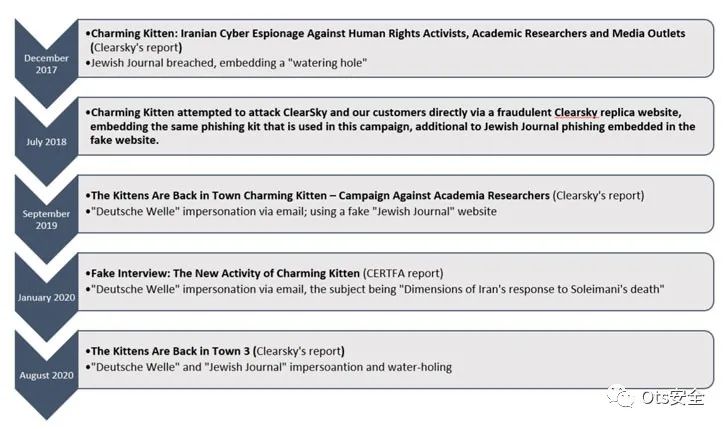 December
2017
•Charming Kitten: Iranian Cyber Espionage Against Human Rights Activists, Academic Researchers and Media Outlets
(Clearsky's report)
•Jewish Journal breached, embedding a "watering hole"
July 2018
•Charming Kitten attempted to attack ClearSky and our customers directly via a fraudulent Clearsky replica website,
embedding the same phishing kit that is used in this campaign, additional to Jewish Journal phishing embedded in the
fake website.
September
2019
•The Kittens Are Back in Town Charming Kitten – Campaign Against Academia Researchers (Clearsky's report)
•"Deutsche Welle" impersonation via email; using a fake "Jewish Journal" website
January 2020
•Fake Interview: The New Activity of Charming Kitten (CERTFA report)
•"Deutsche Welle" impersonation via email, the subject being "Dimensions of Iran's response to Soleimani's death"
August 2020
•The Kittens Are Back in Town 3 (Clearsky's report)
•"Deutsche Welle" and "Jewish Journal" impersoantion and water-holing
Ots安全